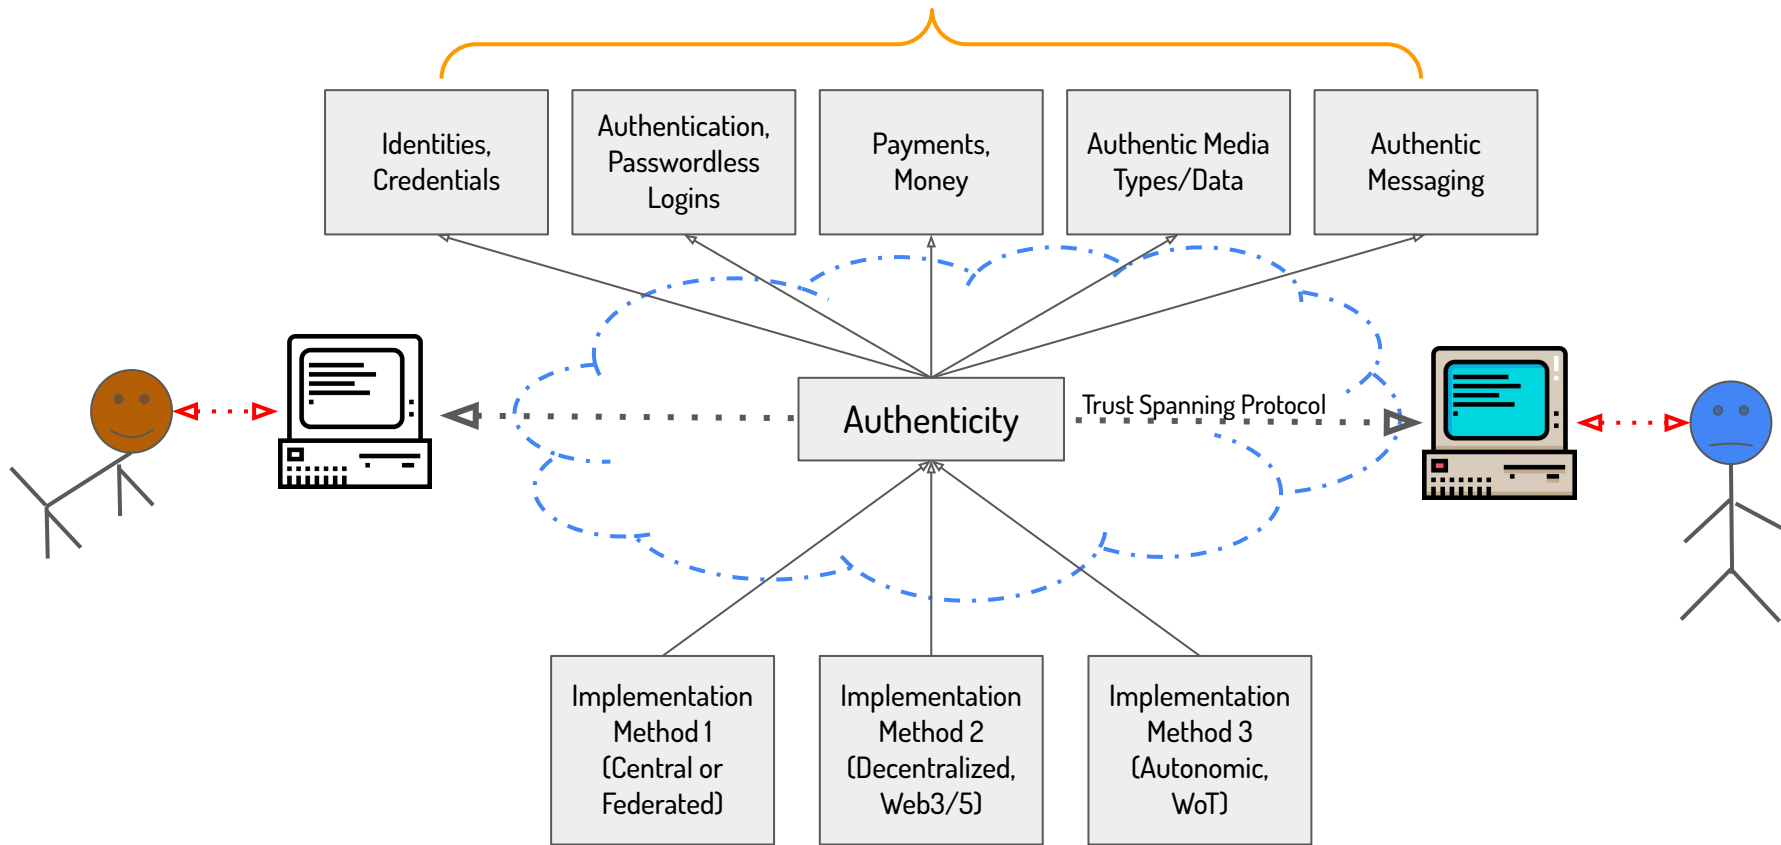 Identities,
Credentials
Authentication,
Passwordless
Logins
Payments,
Money
Authentic Media
Types/Data
Authentic
Messaging
Authenticity
Trust Spanning Protocol
Implementation
Method 1
(Central or
Federated)
Implementation
Method 2
(Decentralized,
Web3/5)
Implementation
Method 3
(Autonomic,
WoT)